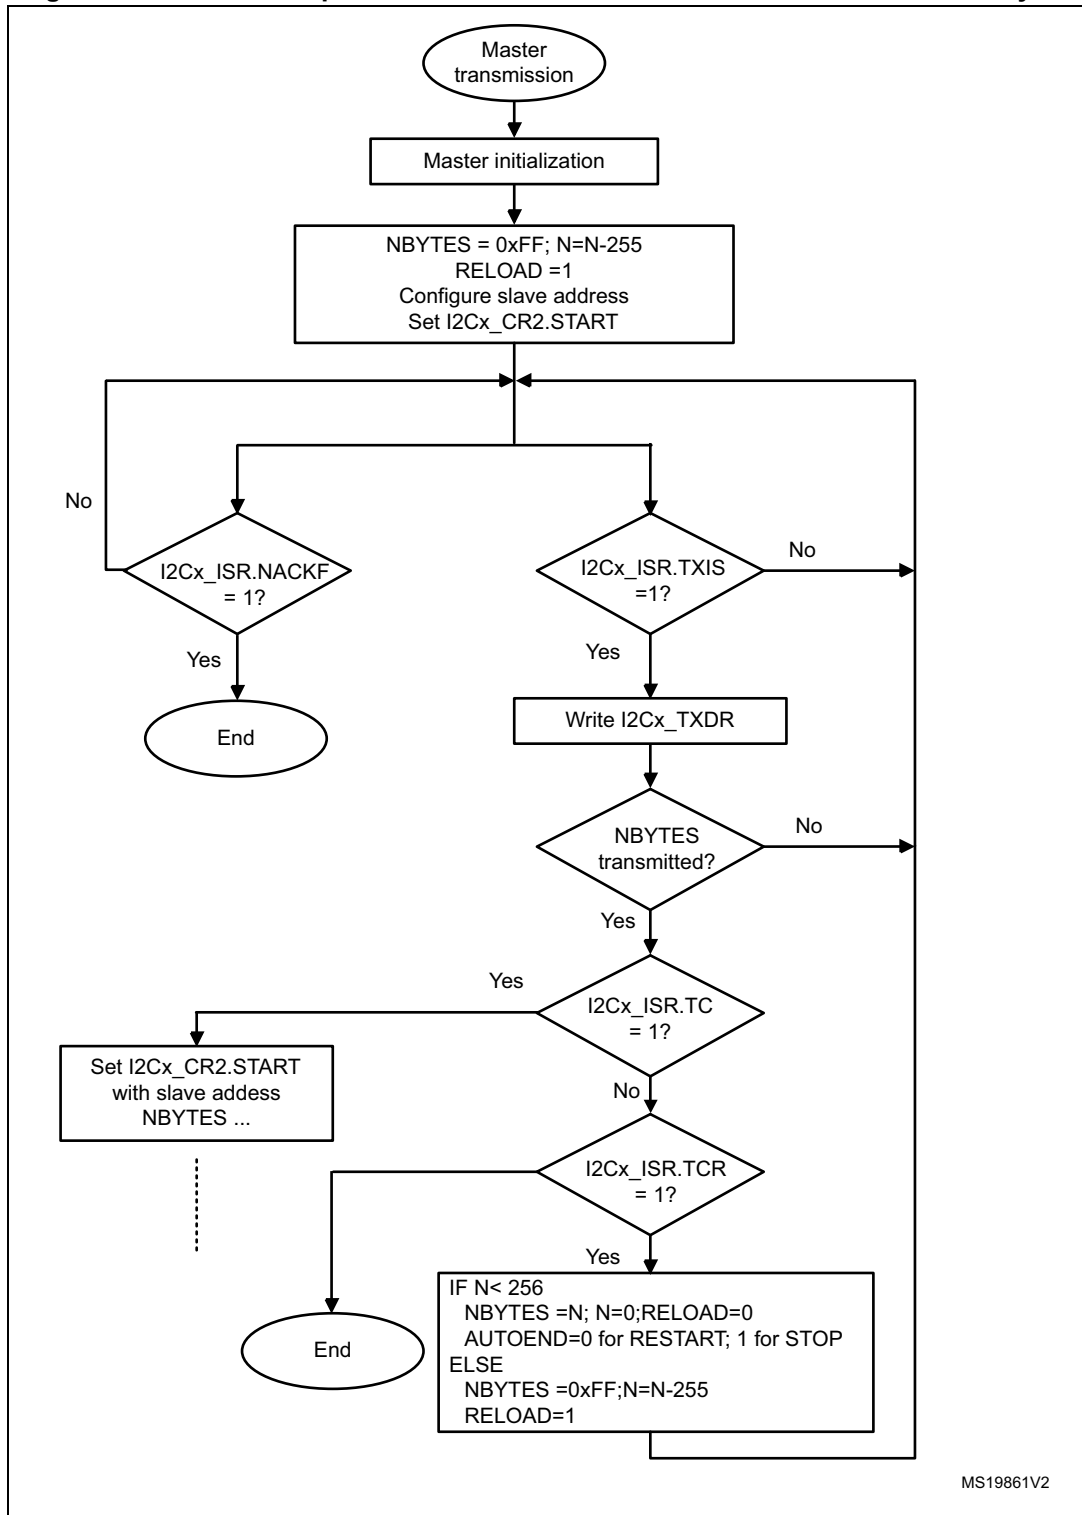 Master
transmission
Master initialization
NBYTES = 0xFF; N=N-255
RELOAD =1
Configure slave address
Set I2Cx_CR2.START
No
I2Cx_ISR.NACKF
= 1?
Yes
End
I2Cx_ISR.TXIS
=1?
No
Yes
Write I2Cx_TXDR
NBYTES
transmitted?
No
Yes
I2Cx_ISR.TC
= 1?
Yes
Set I2Cx_CR2.START
with slave addess
NBYTES ...
No
I2Cx_ISR.TCR
= 1?
Yes
End
IF N< 256
NBYTES =N; N=0;RELOAD=0
AUTOEND=0 for RESTART; 1 for STOP
ELSE
NBYTES =0xFF;N=N-255
RELOAD=1
MS19861V2